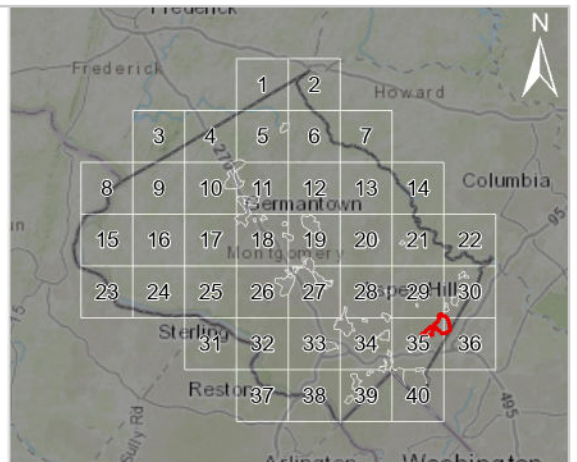 Frederick
N
Frederick
1 2
Howard
3 4 5 6 7
270
8 9 10 11 12 13 14
Columbia
Germantown
95
15 16 17 18 19 20 21 22
Montgomery
23 24 25 26 27 28 29 30
Aspen Hill
15
Sterling
31 32 33 34 35 36
Reston
37 38 39 40
495
Sully Rd
Arlington
Washington